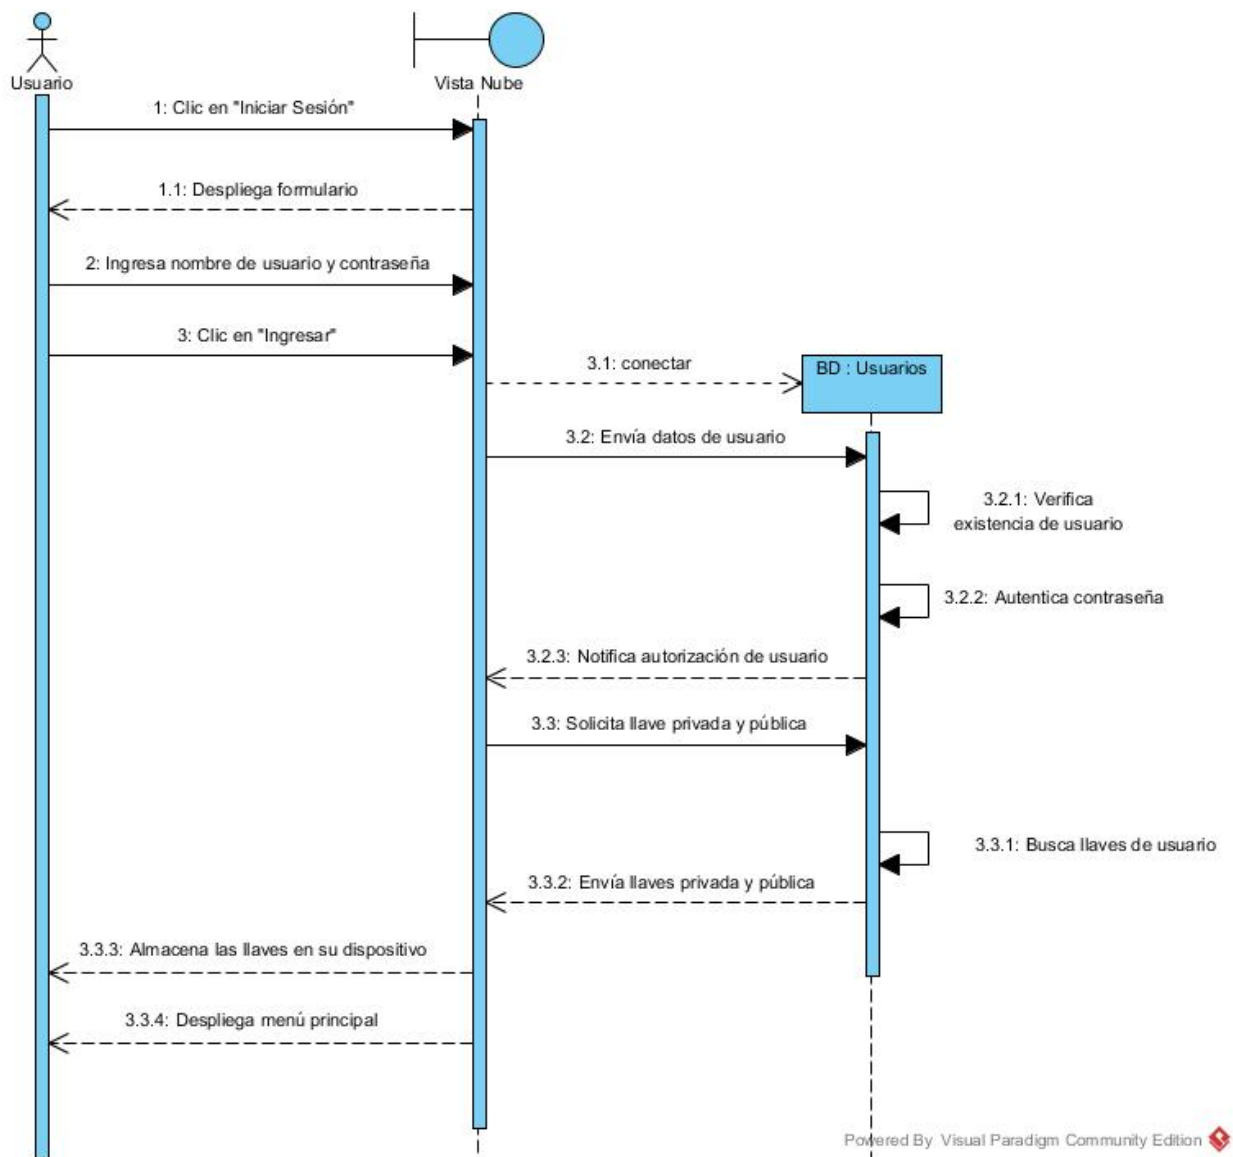 Usuario
Vista Nube
1: Clic en "Iniciar Sesión"
1.1: Despliega formulario
2: Ingresa nombre de usuario y contraseña
3: Clic en "Ingresar"
3.1: conectar
BD : Usuarios
3.2: Envía datos de usuario
3.2.1: Verifica
existencia de usuario
3.2.2: Autentica contraseña
3.2.3: Notifica autorización de usuario
3.3: Solicita llave privada y pública
3.3.1: Busca llaves de usuario
3.3.2: Envía llaves privada y pública
3.3.3: Almacena las llaves en su dispositivo
3.3.4: Despliega menú principal
Powered By Visual Paradigm Community Edition